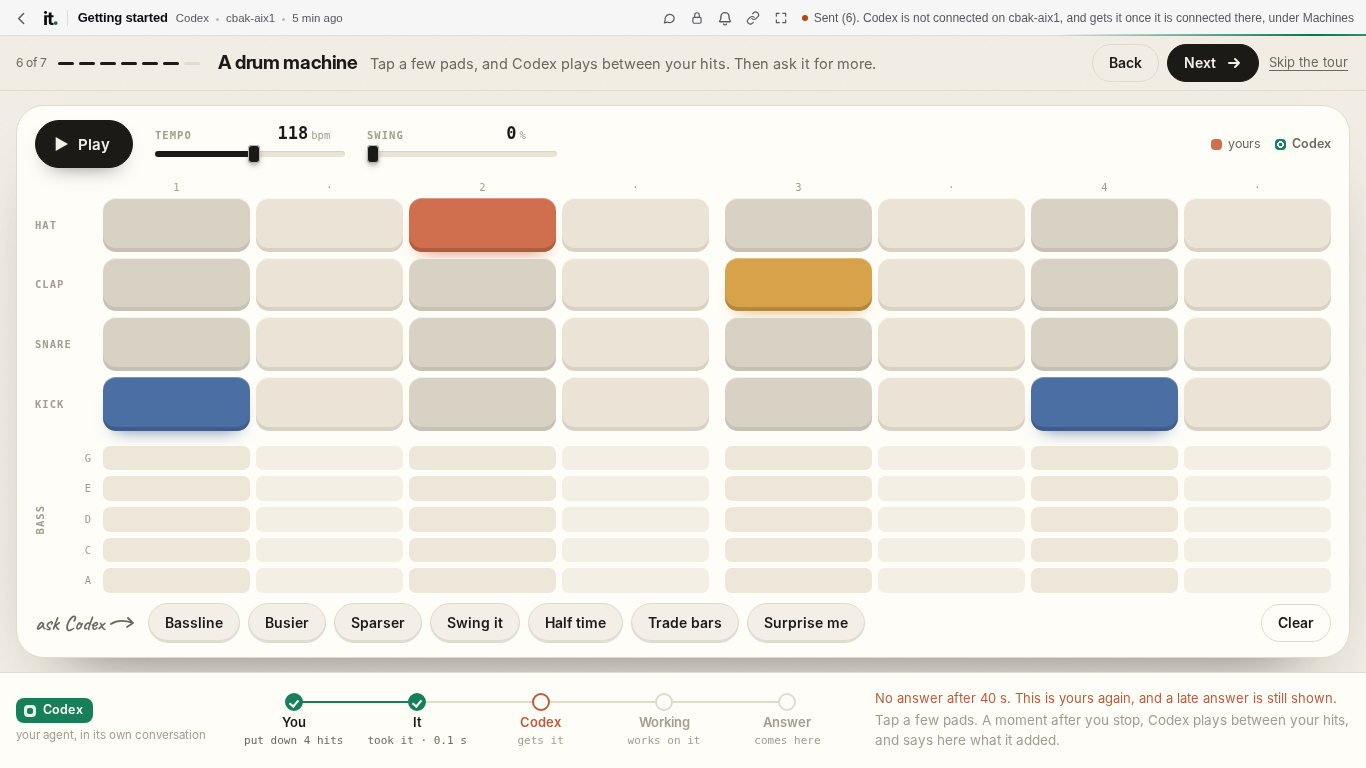 it.
Getting started Codex • cbak-aix1 • 5 min ago
Sent (6). Codex is not connected on cbak-aix1, and gets it once it is connected there, under Machines
6 of 7
A drum machine
Tap a few pads, and Codex plays between your hits. Then ask it for more.
Back
Next →
Skip the tour
Play
TEMPO 118 bpm
SWING 0 %
yours
Codex
1 · 2 · 3 · 4 ·
HAT
CLAP
SNARE
KICK
BASS
G
E
D
C
A
ask Codex
Bassline
Busier
Sparser
Swing it
Half time
Trade bars
Surprise me
Clear
Codex
your agent, in its own conversation
You
put down 4 hits
It
took it · 0.1 s
Codex
gets it
Working
works on it
Answer
comes here
No answer after 40 s. This is yours again, and a late answer is still shown.
Tap a few pads. A moment after you stop, Codex plays between your hits,
and says here what it added.